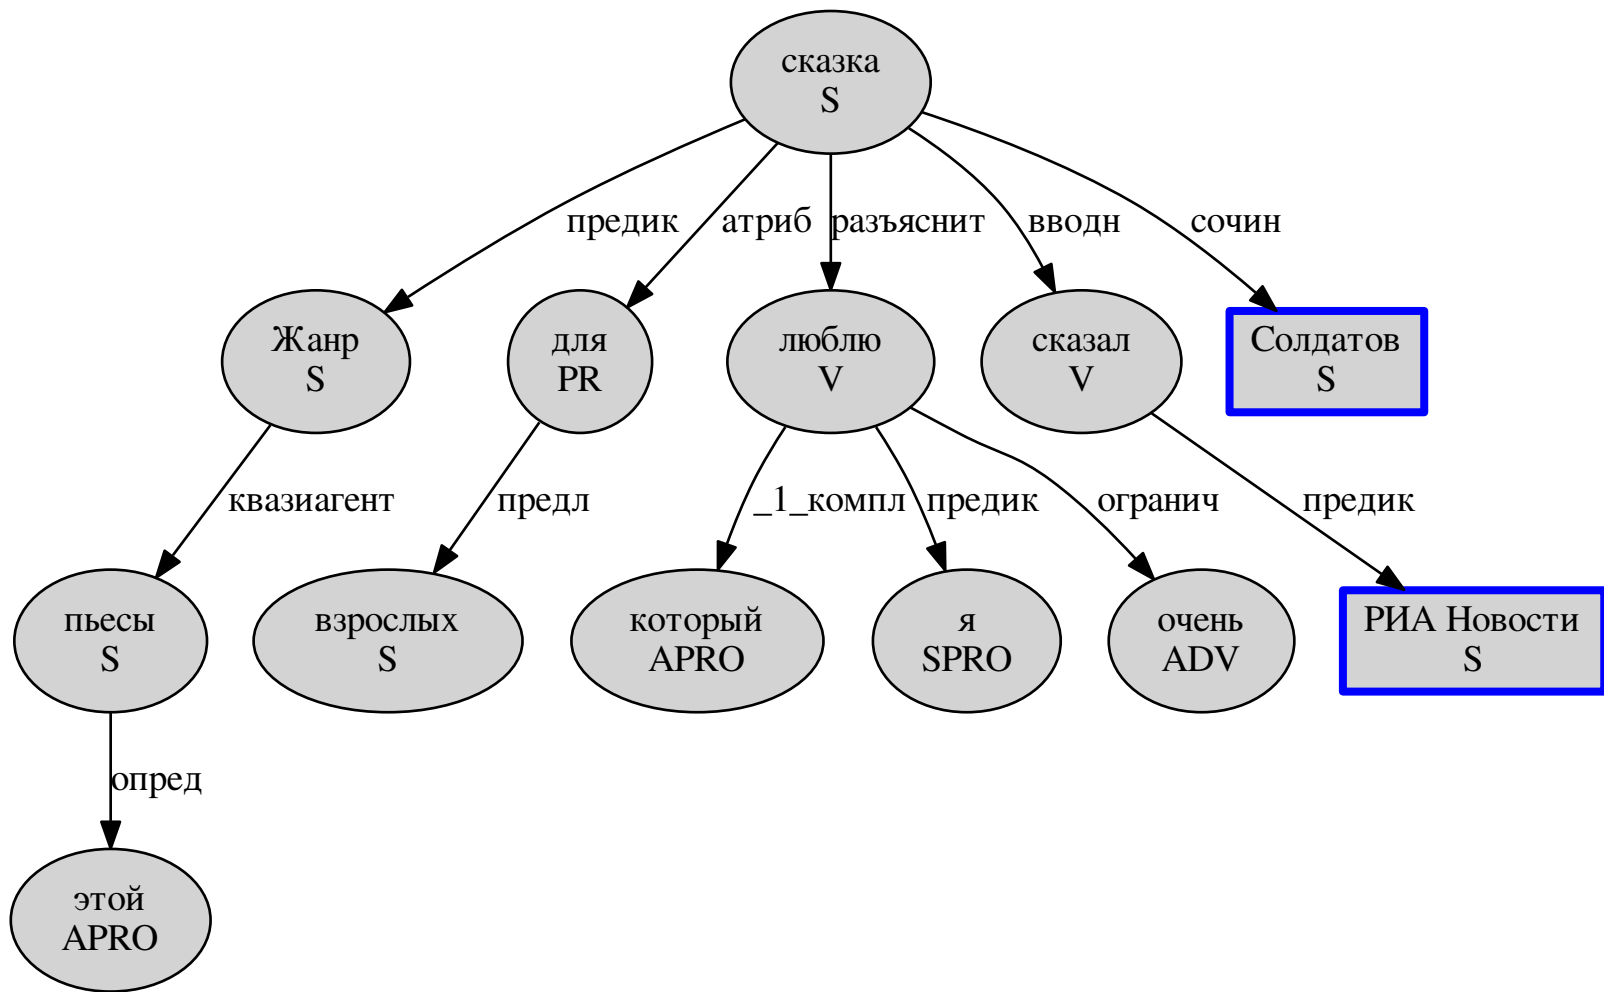 сказка
S
предик
атриб
разъяснит
вводн
сочин
Жанр
S
для
PR
люблю
V
сказал
V
Солдатов
S
квазиагент
предл
_1_компл
предик
огранич
предик
пьесы
S
взрослых
S
который
APRO
я
SPRO
очень
ADV
РИА Новости
S
опред
этой
APRO